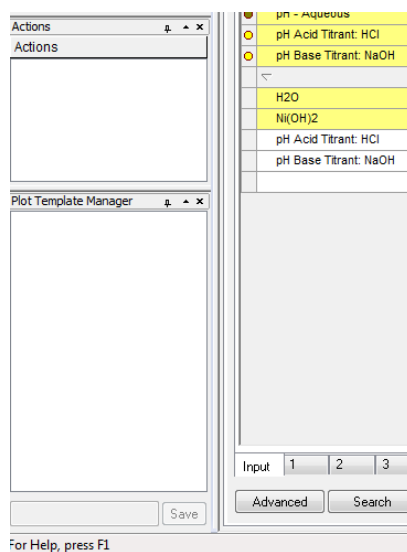 Actions
Actions
Plot Template Manager
Save
For Help, press F1
pH - Aqueous
pH Acid Titrant: HCl
pH Base Titrant: NaOH
H2O
Ni(OH)2
pH Acid Titrant: HCl
pH Base Titrant: NaOH
Input 1 2 3
Advanced Search